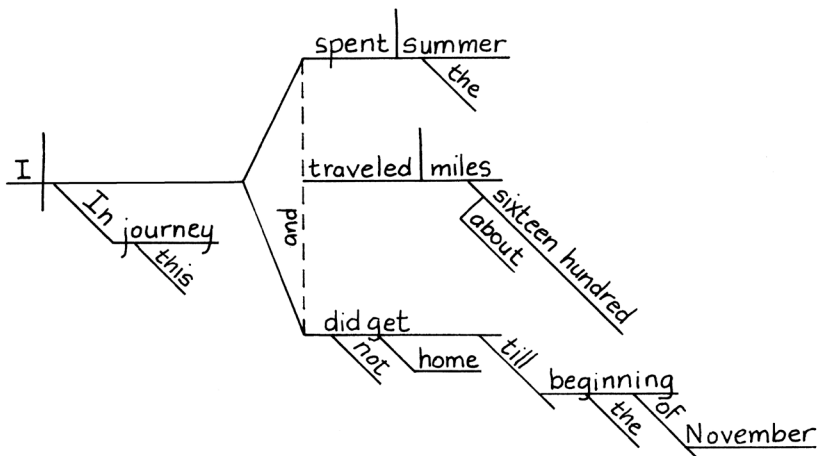 spent summer
the
I
traveled miles
In journey
this
sixteen hundred
about
and
did get
not
home
till
beginning
the
of
November